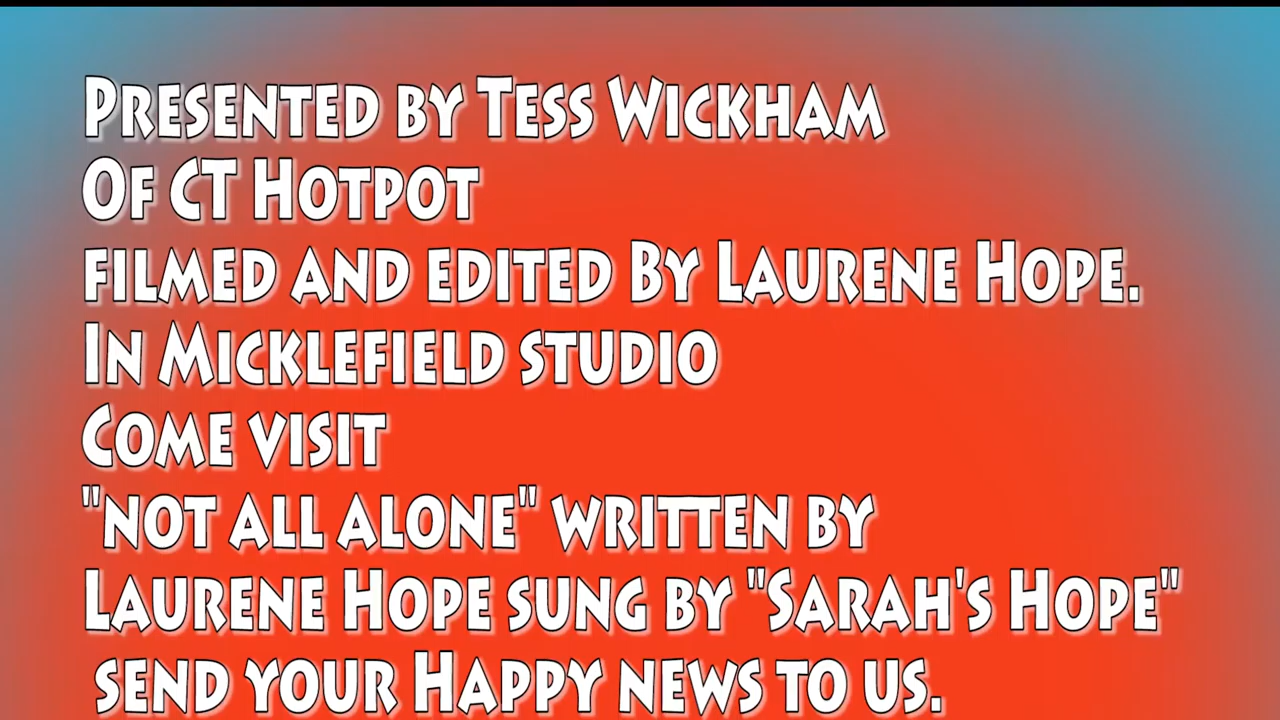 Presented by Tess Wickham
Of CT Hotpot
filmed and edited By Laurene Hope.
In Micklefield studio
Come visit
"not all alone" written by
Laurene Hope sung by "Sarah's Hope"
send your Happy news to us.